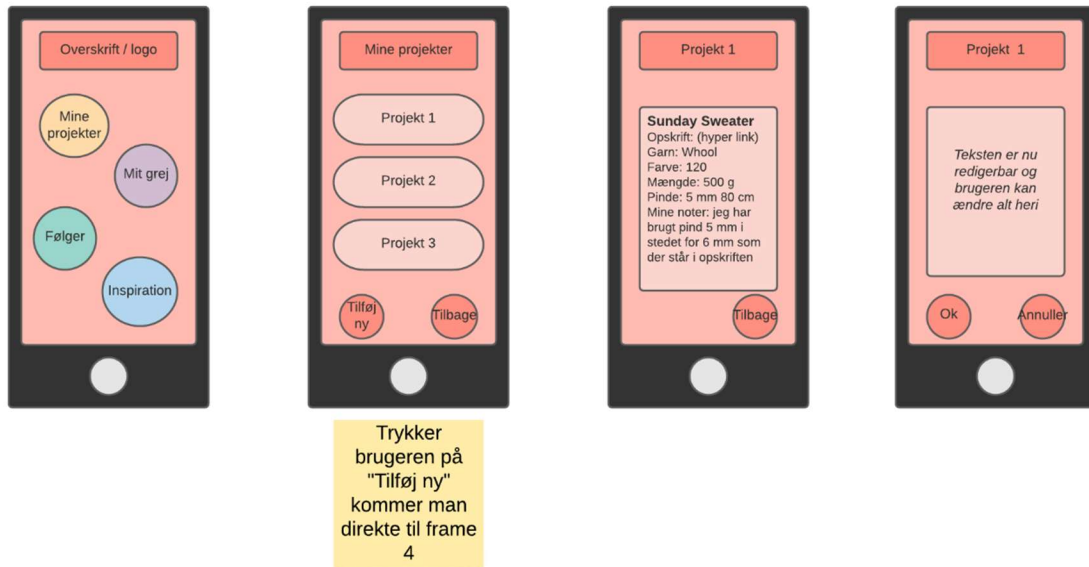 Overskrift / logo
Mine
projekter
Mit grej
Følger
Inspiration
Mine projekter
Projekt 1
Projekt 2
Projekt 3
Tilføj
ny
Tilbage
Trykker
brugeren på
"Tilføj ny"
kommer man
direkte til frame
4
Projekt 1
Sunday Sweater
Opskrift: (hyper link)
Garn: Whool
Farve: 120
Mængde: 500 g
Pinde: 5 mm 80 cm
Mine noter: jeg har
brugt pind 5 mm i
stedet for 6 mm som
der står i opskriften
Tilbage
Projekt 1
Teksten er nu
redigerbar og
brugeren kan
ændre alt heri
Ok
Annuller